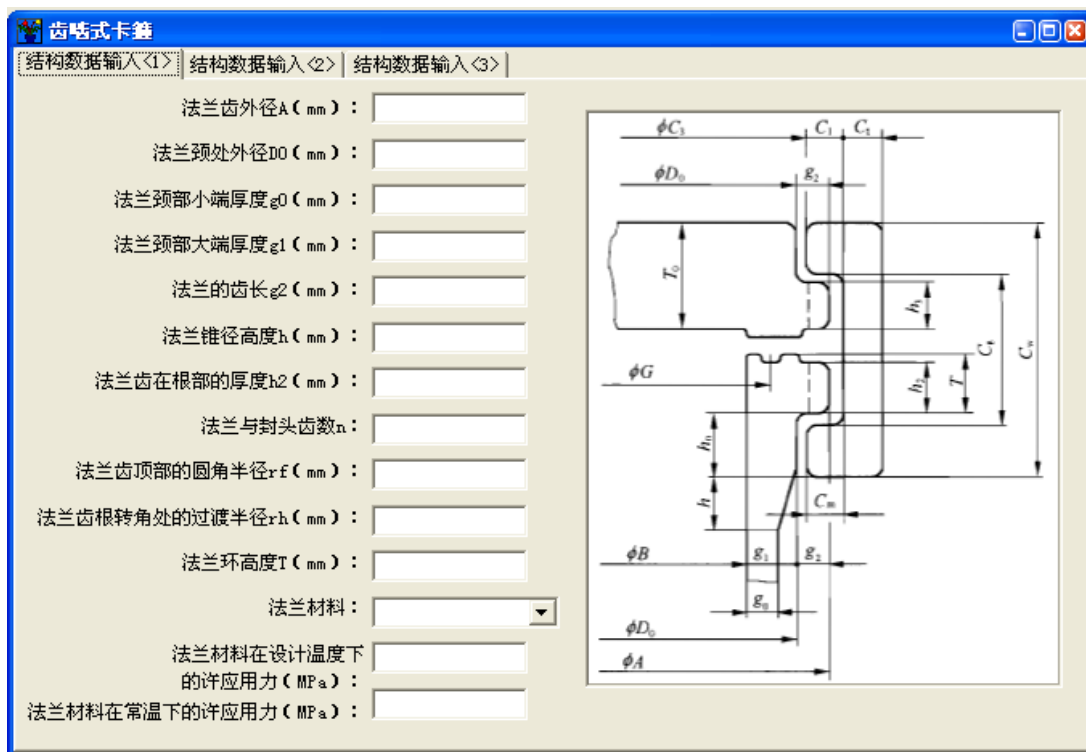 齿啮式卡箍
结构数据输入<1> 结构数据输入<2> 结构数据输入<3>
法兰齿外径A(mm):
法兰颈处外径D0(mm):
法兰颈部小端厚度g0(mm):
法兰颈部大端厚度g1(mm):
法兰的齿长g2(mm):
法兰锥径高度h(mm):
法兰齿在根部的厚度h2(mm):
法兰与封头齿数n:
法兰齿顶部的圆角半径rf(mm):
法兰齿根转角处的过渡半径rh(mm):
法兰环高度T(mm):
法兰材料:
法兰材料在设计温度下
的许应用力(MPa):
法兰材料在常温下的许应用力(MPa):
ϕC₃ C₁ Cₜ
ϕD₀ g₂
T₀ h₁ Cw
ϕG h₂ T
h₀
h Cm
ϕB g₁ g₂
g₀
ϕD₀
ϕA